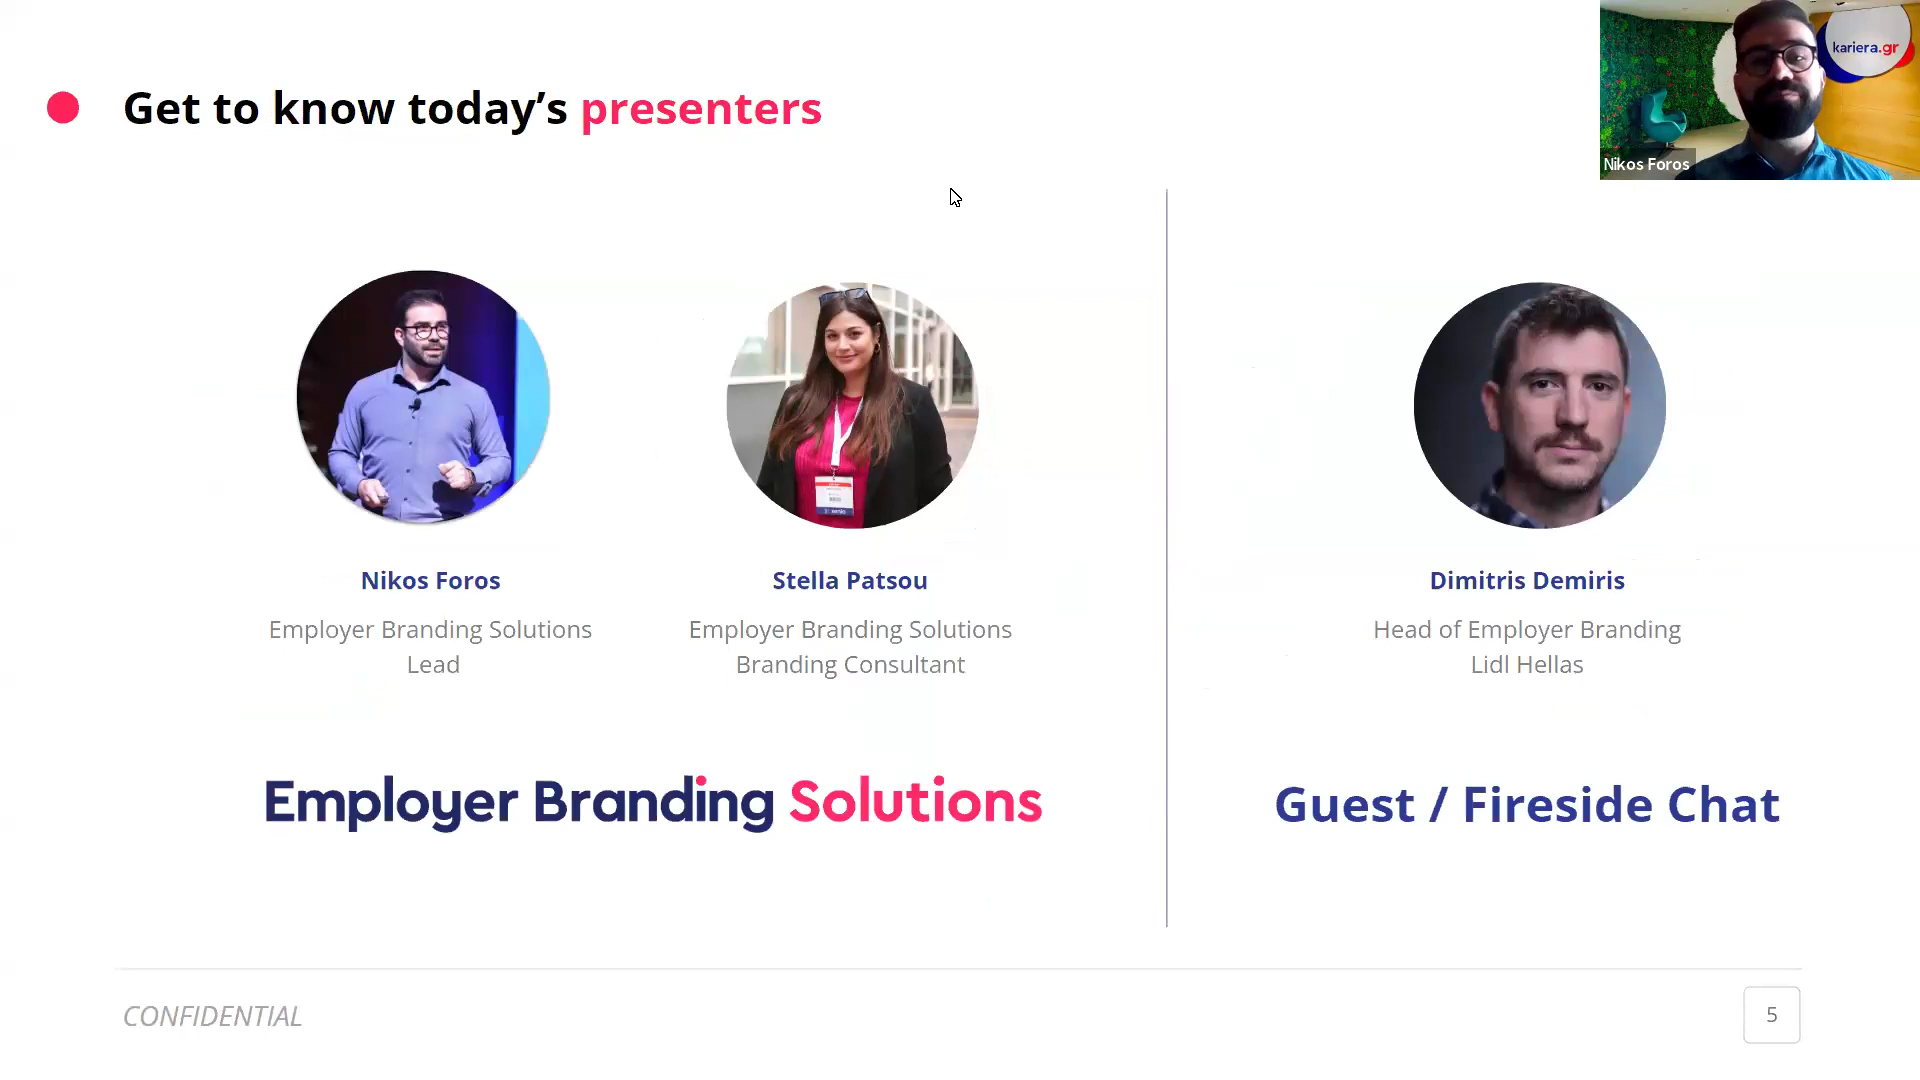 Get to know today's presenters
kariera.gr
Nikos Foros
Nikos Foros
Employer Branding Solutions
Lead
Stella Patsou
Employer Branding Solutions
Branding Consultant
Dimitris Demiris
Head of Employer Branding
Lidl Hellas
Employer Branding Solutions
Guest / Fireside Chat
CONFIDENTIAL
5